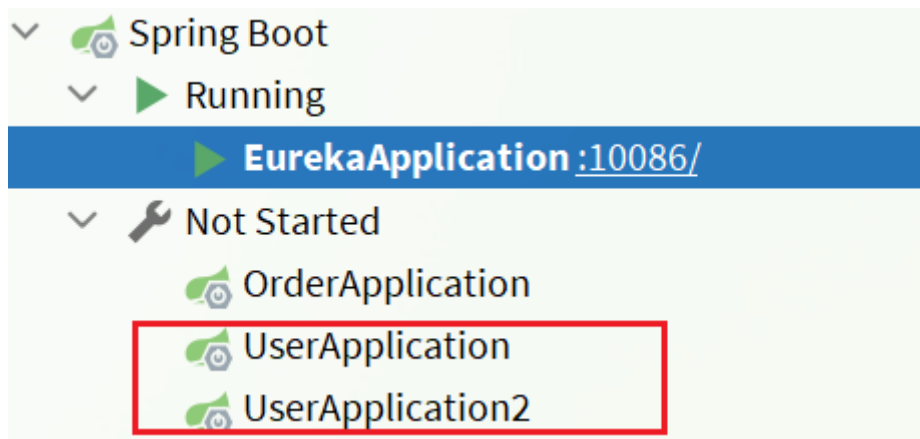 Spring Boot
Running
EurekaApplication :10086/
Not Started
OrderApplication
UserApplication
UserApplication2